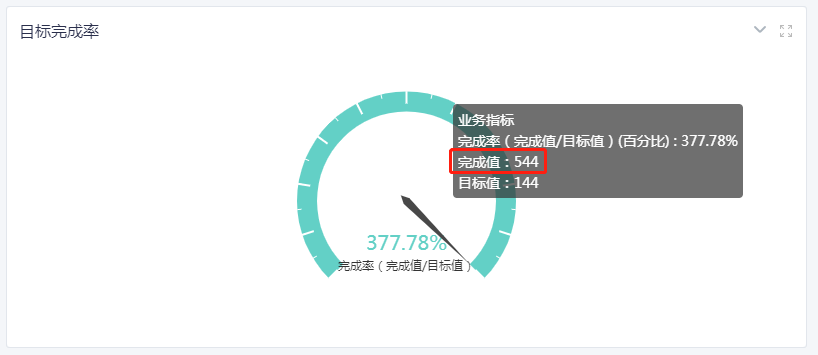 目标完成率
业务指标
完成率（完成值/目标值）(百分比) : 377.78%
完成值：544
目标值：144
377.78%
完成率（完成值/目标值）